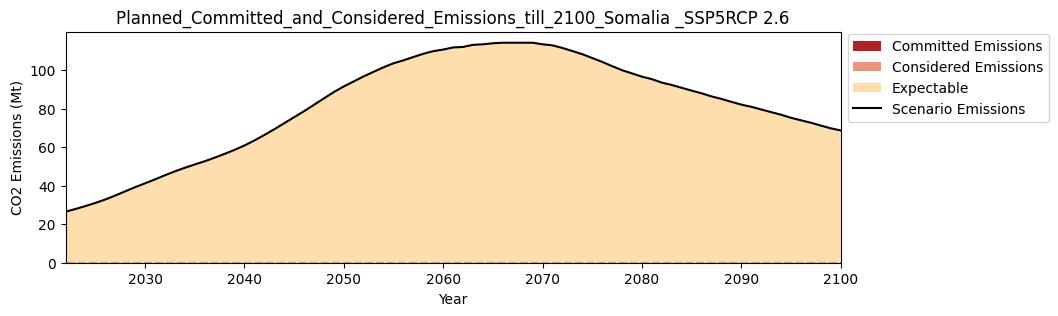 Planned_Committed_and_Considered_Emissions_till_2100_Somalia _SSP5RCP 2.6
Committed Emissions
Considered Emissions
Expectable
Scenario Emissions
CO2 Emissions (Mt)
100
80
60
40
20
0
2030
2040
2050
2060
2070
2080
2090
2100
Year